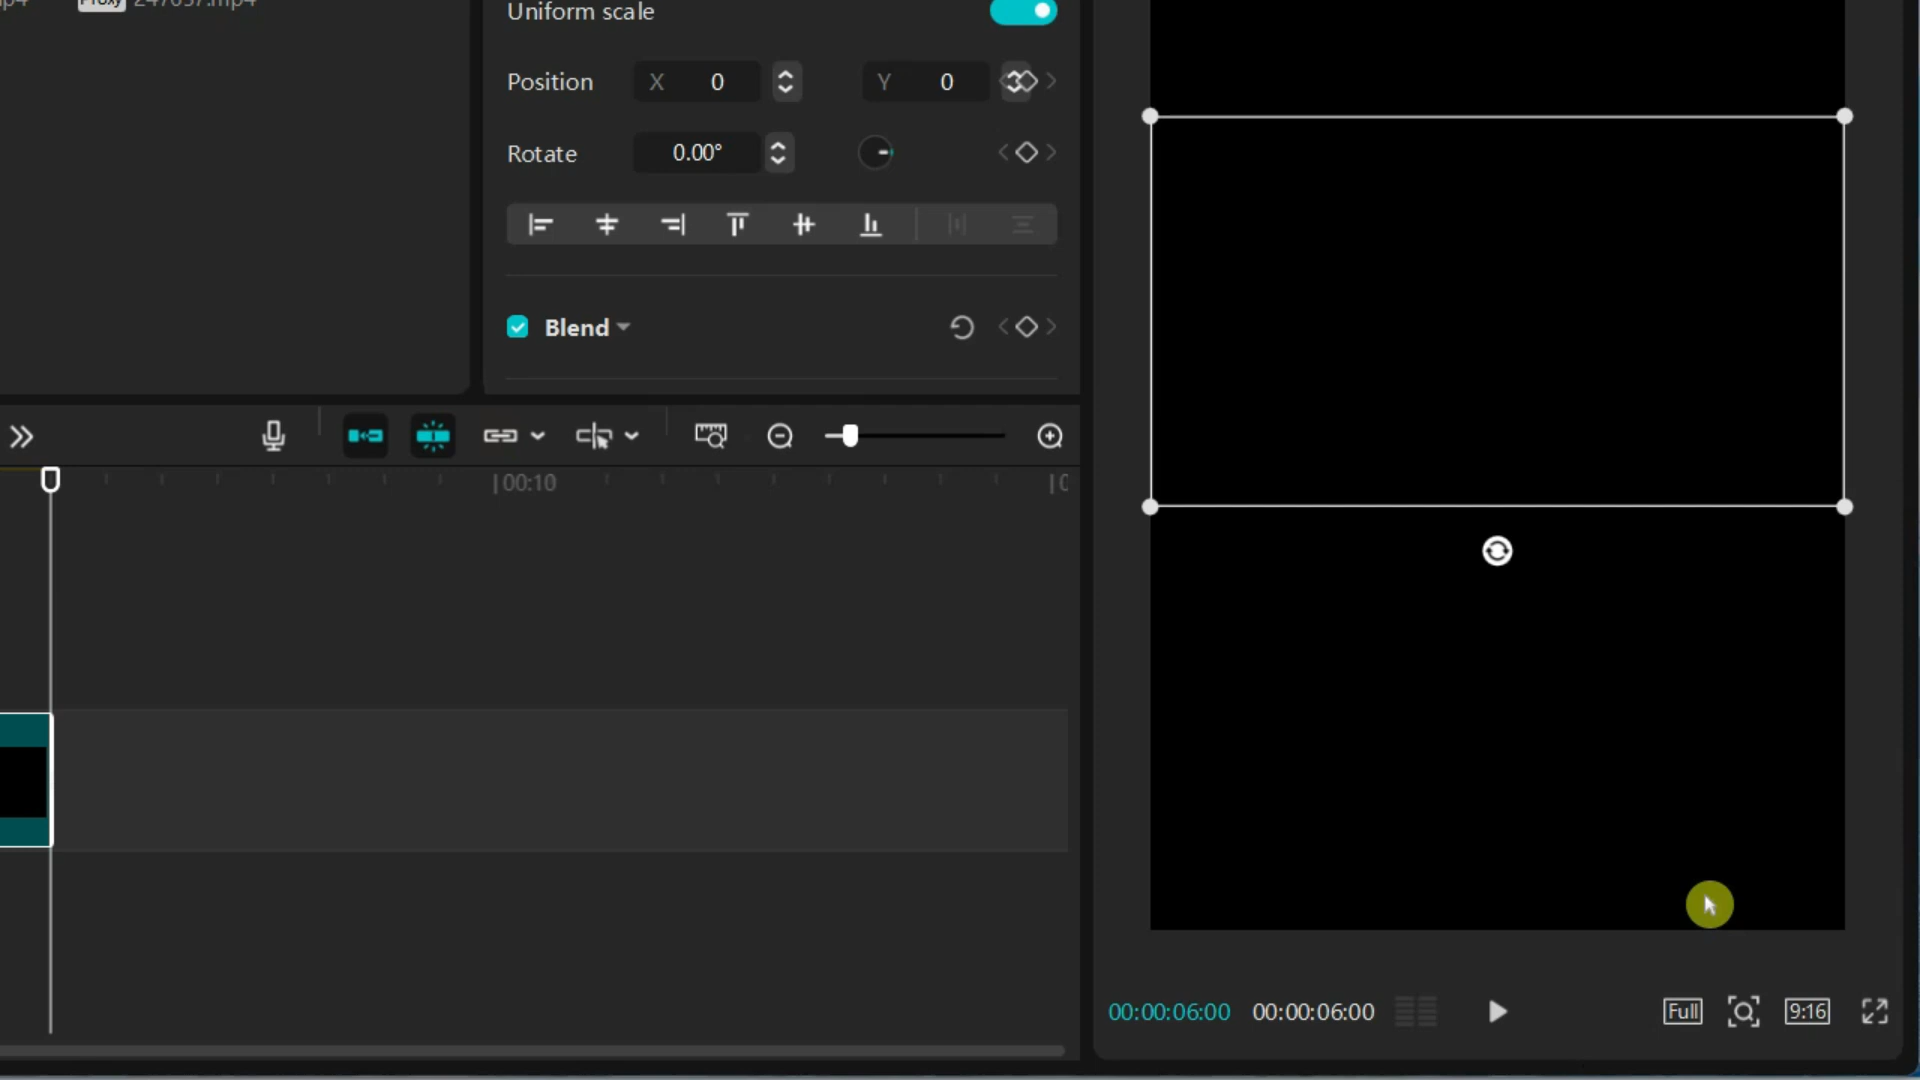 Proxy
Uniform scale
Position X 0 Y 0
Rotate 0.00°
Blend
00:10
00:00:06:00 00:00:06:00 Full 9:16